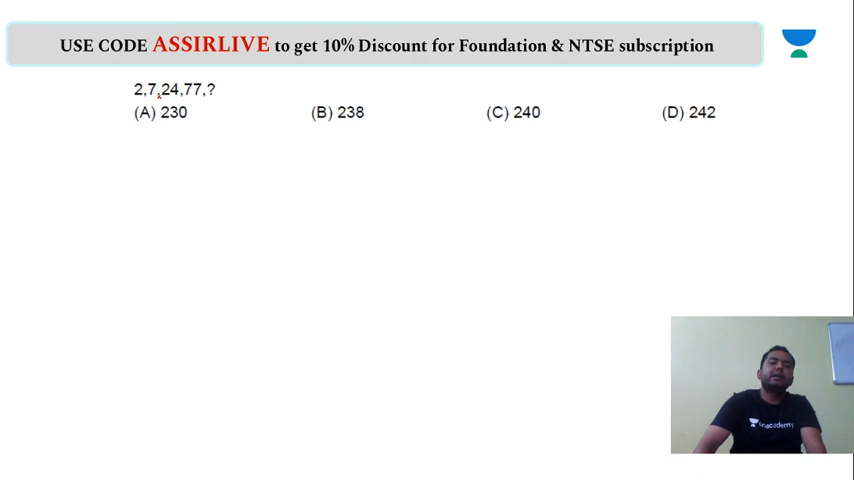 USE CODE ASSIRLIVE to get 10% Discount for Foundation & NTSE subscription
2,7,24,77,?
(A) 230 (B) 238 (C) 240 (D) 242
unacademy